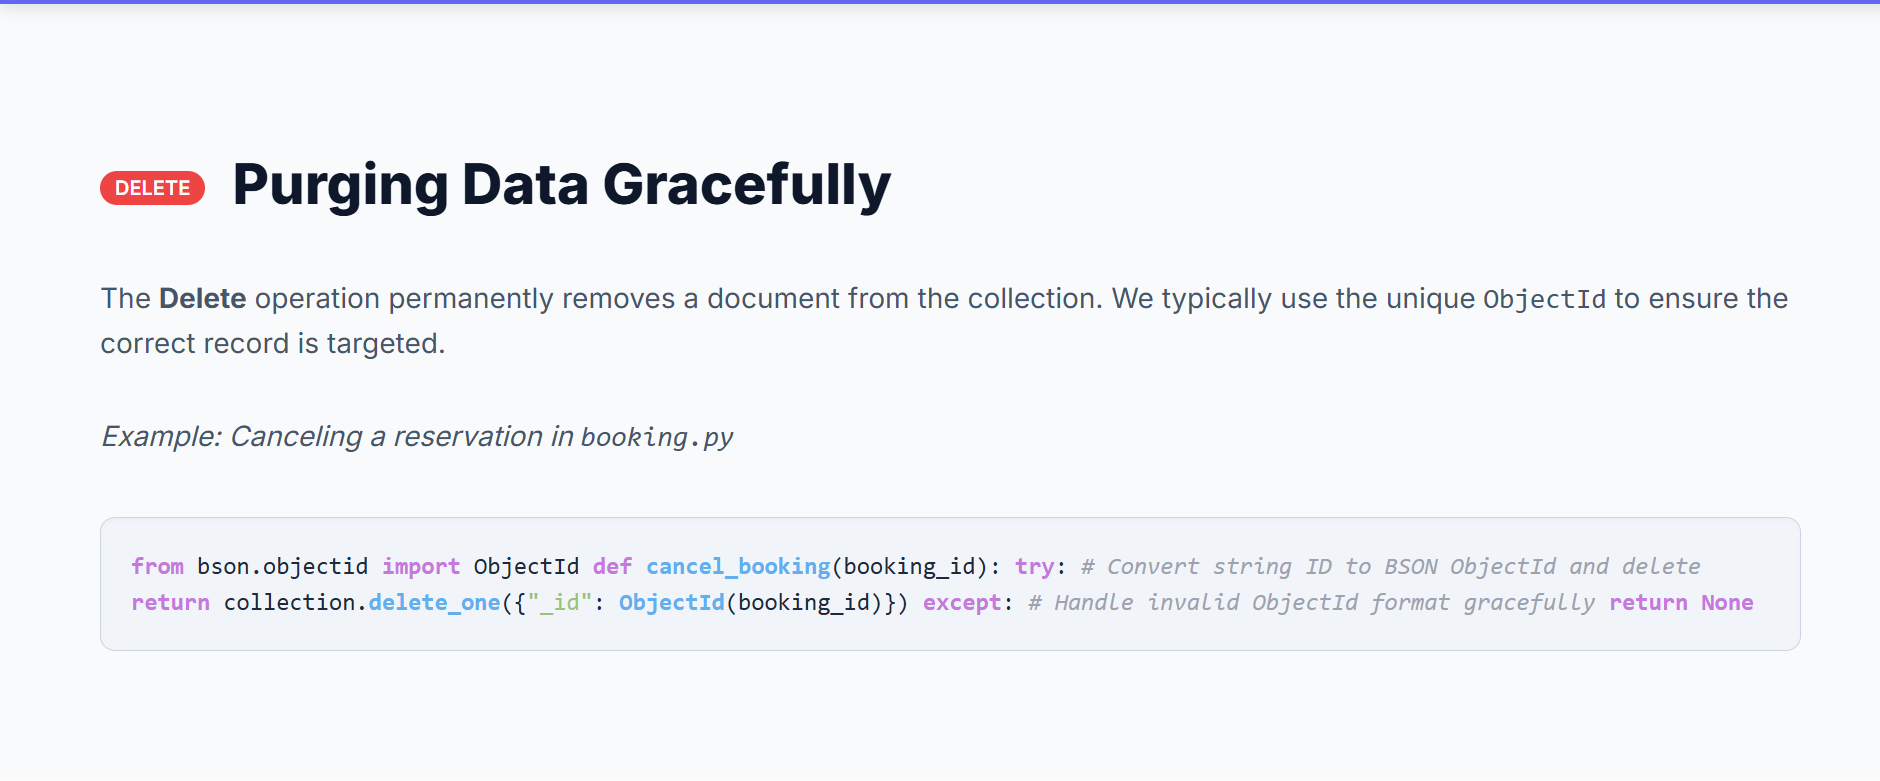 DELETE Purging Data Gracefully
The Delete operation permanently removes a document from the collection. We typically use the unique ObjectId to ensure the
correct record is targeted.
Example: Canceling a reservation in booking.py
from bson.objectid import ObjectId def cancel_booking(booking_id): try: # Convert string ID to BSON ObjectId and delete
return collection.delete_one({"_id": ObjectId(booking_id)}) except: # Handle invalid ObjectId format gracefully return None